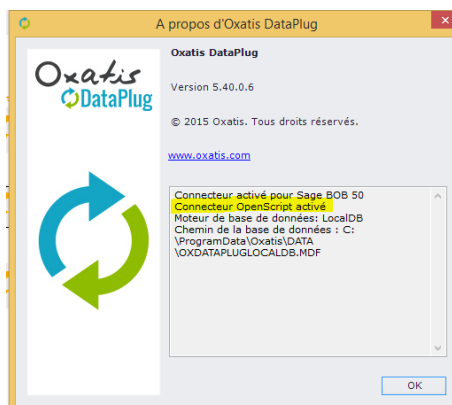 A propos d'Oxatis DataPlug
Oxatis
DataPlug
Oxatis DataPlug
Version 5.40.0.6
© 2015 Oxatis. Tous droits réservés.
www.oxatis.com
Connecteur activé pour Sage BOB 50
Connecteur OpenScript activé
Moteur de base de données: LocalDB
Chemin de la base de données : C:
\ProgramData\Oxatis\DATA
\OXDATAPLUGLOCALDB.MDF
OK